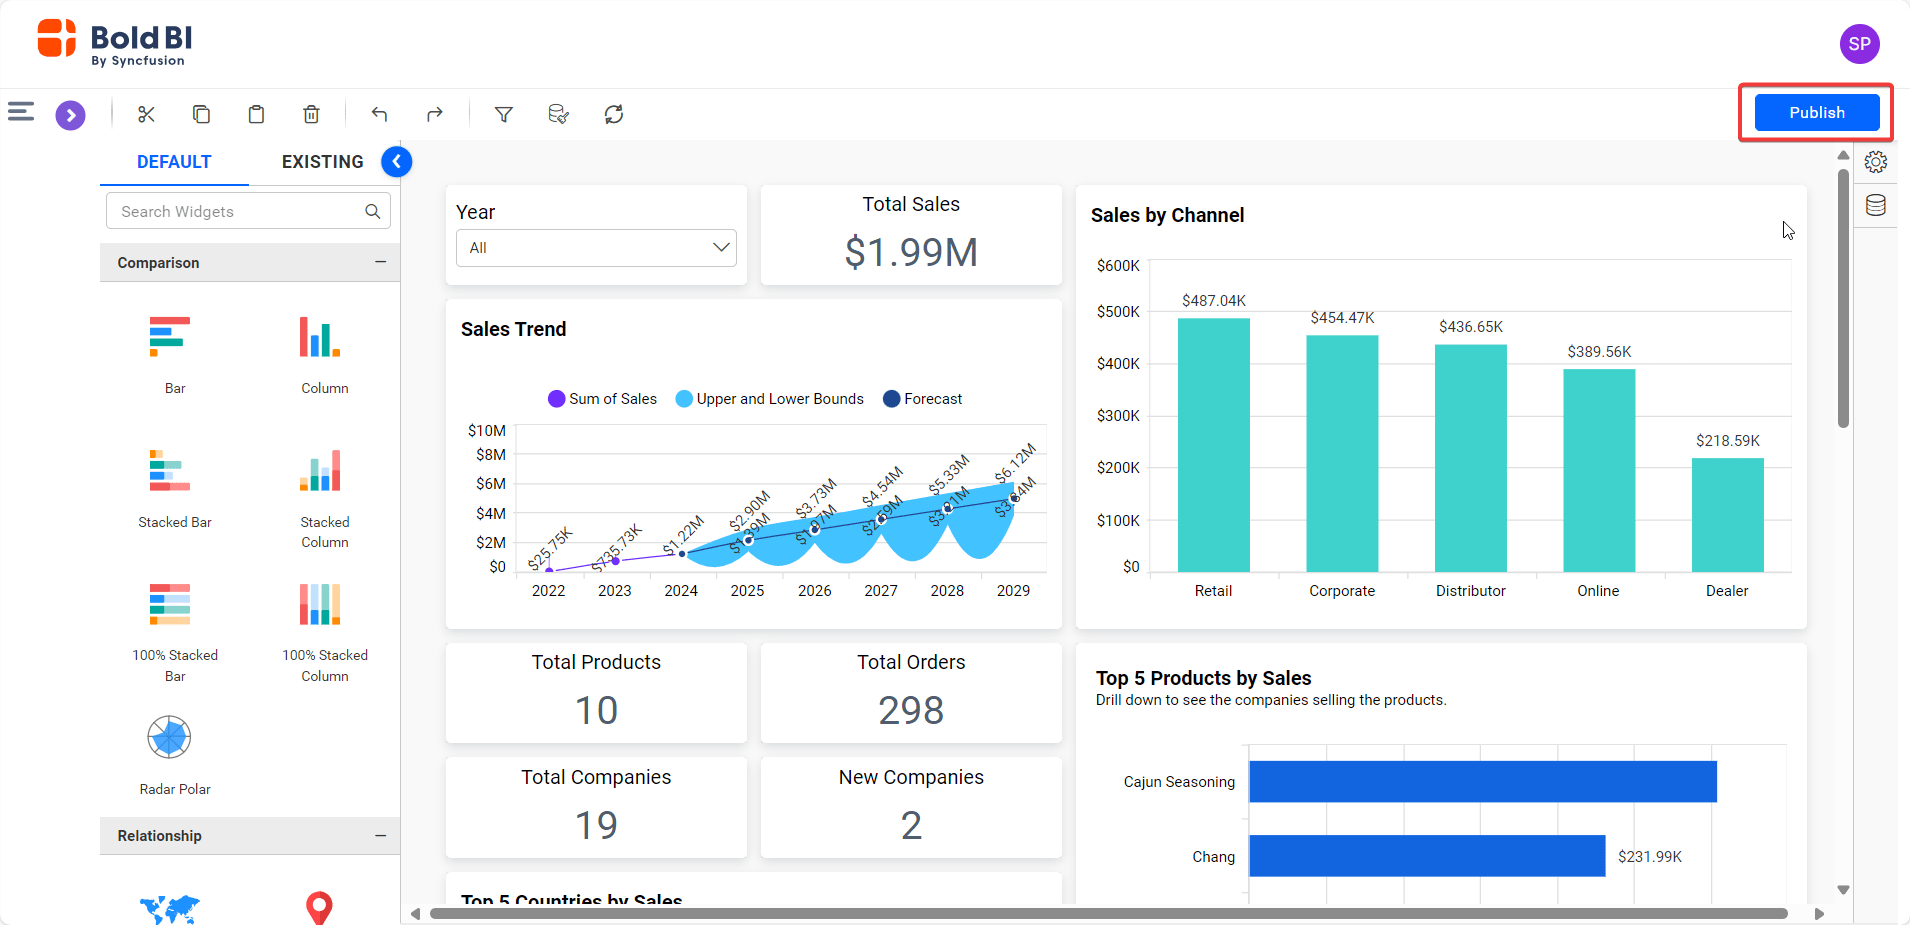 Bold BI
By Syncfusion
SP
Publish
DEFAULT
EXISTING
Search Widgets
Comparison
Bar
Column
Stacked Bar
Stacked
Column
100% Stacked
Bar
100% Stacked
Column
Radar Polar
Relationship
Year
All
Total Sales
$1.99M
Sales Trend
Sum of Sales
Upper and Lower Bounds
Forecast
$10M
$8M
$6M
$4M
$2M
$0
$25.75K
$735.73K
$1.22M
$2.90M
$1.39M
$3.73M
$1.97M
$4.54M
$2.59M
$5.33M
$6.12M
2022
2023
2024
2025
2026
2027
2028
2029
Sales by Channel
$600K
$500K
$400K
$300K
$200K
$100K
$0
$487.04K
$454.47K
$436.65K
$389.56K
$218.59K
Retail
Corporate
Distributor
Online
Dealer
Total Products
10
Total Orders
298
Total Companies
19
New Companies
2
Top 5 Countries by Sales
Top 5 Products by Sales
Drill down to see the companies selling the products.
Cajun Seasoning
Chang
$231.99K